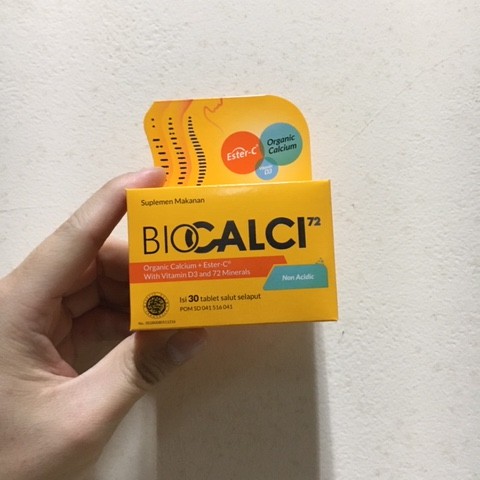 Ester-C®
Organic
Calcium
D3
Suplemen Makanan
BIOCALCI72
Organic Calcium + Ester-C®
With Vitamin D3 and 72 Minerals
Non Acidic
Isi 30 tablet salut selaput
POM SD 041 516 041